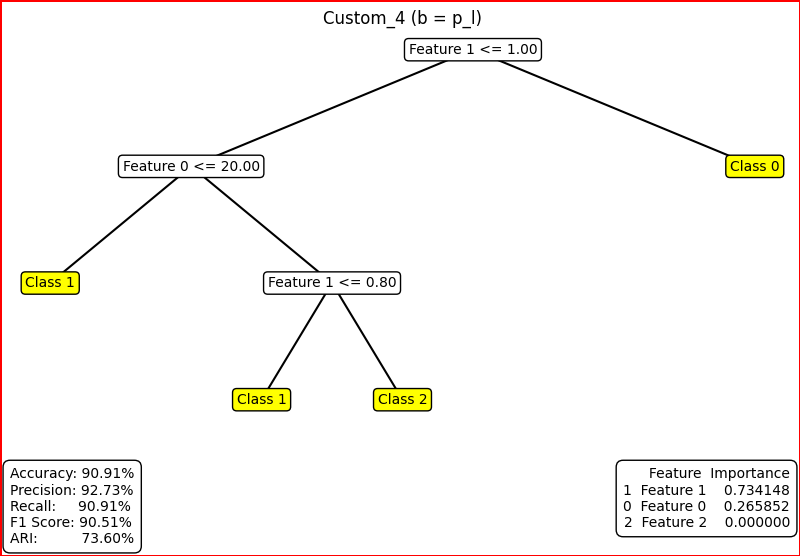 Custom_4 (b = p_l)
Feature 1 <= 1.00
Feature 0 <= 20.00
Class 0
Class 1
Feature 1 <= 0.80
Class 1
Class 2
Accuracy: 90.91%
Precision: 92.73%
Recall: 90.91%
F1 Score: 90.51%
ARI: 73.60%
Feature Importance
1 Feature 1 0.734148
0 Feature 0 0.265852
2 Feature 2 0.000000